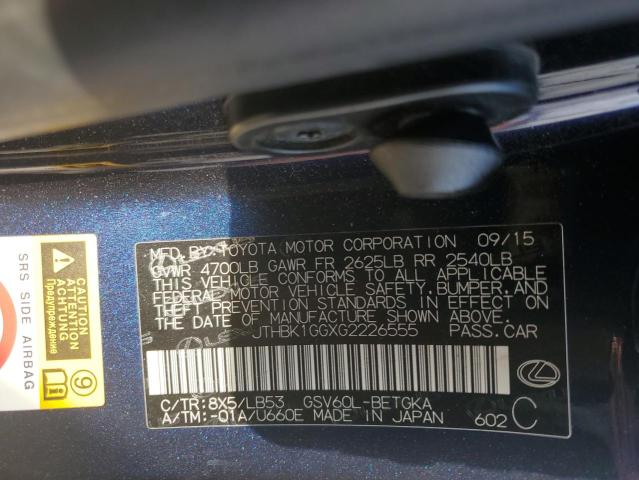 MFD. BY: TOYOTA MOTOR CORPORATION 09/15
GVWR 4700LB GAWR FR 2625LB RR 2540LB
THIS VEHICLE CONFORMS TO ALL APPLICABLE
FEDERAL MOTOR VEHICLE SAFETY, BUMPER, AND
THEFT PREVENTION STANDARDS IN EFFECT ON
THE DATE OF MANUFACTURE SHOWN ABOVE.
JTHBK1GGXG2226555 PASS.CAR
C/TR:8X5/LB53 GSV60L-BETGKA
A/TM:-01A/U660E MADE IN JAPAN 602 C
SRS SIDE AIRBAG
CAUTION
ATTENTION
ACHTUNG
Предупреждение
9